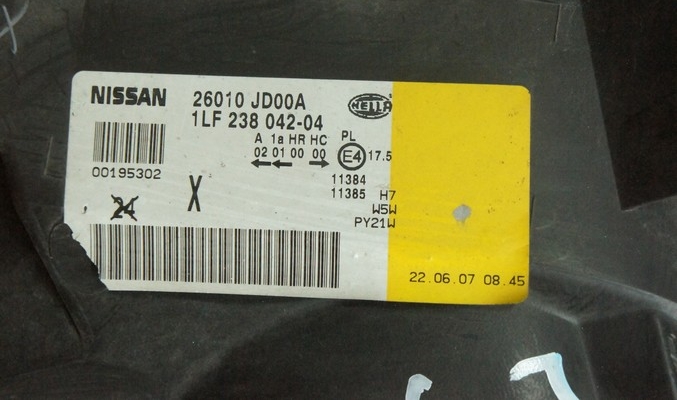 NISSAN 26010 JD00A HELLA
1LF 238 042-04
A 1a HR HC PL
02 01 00 00 E4 17.5
00195302
11384
11385 H7
24 X W5W
PY21W
22.06.07 08.45